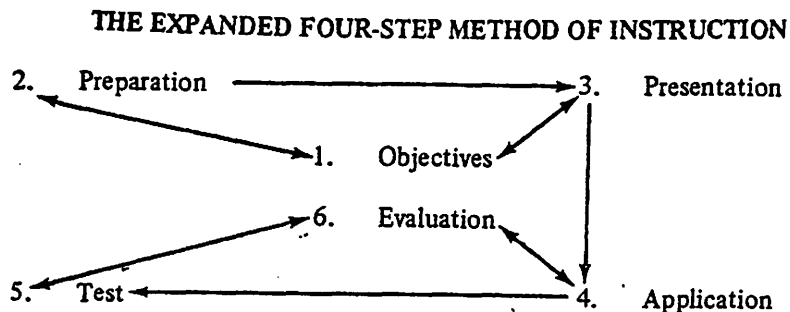 THE EXPANDED FOUR-STEP METHOD OF INSTRUCTION
2. Preparation 3. Presentation
1. Objectives
6. Evaluation
5. Test 4. Application